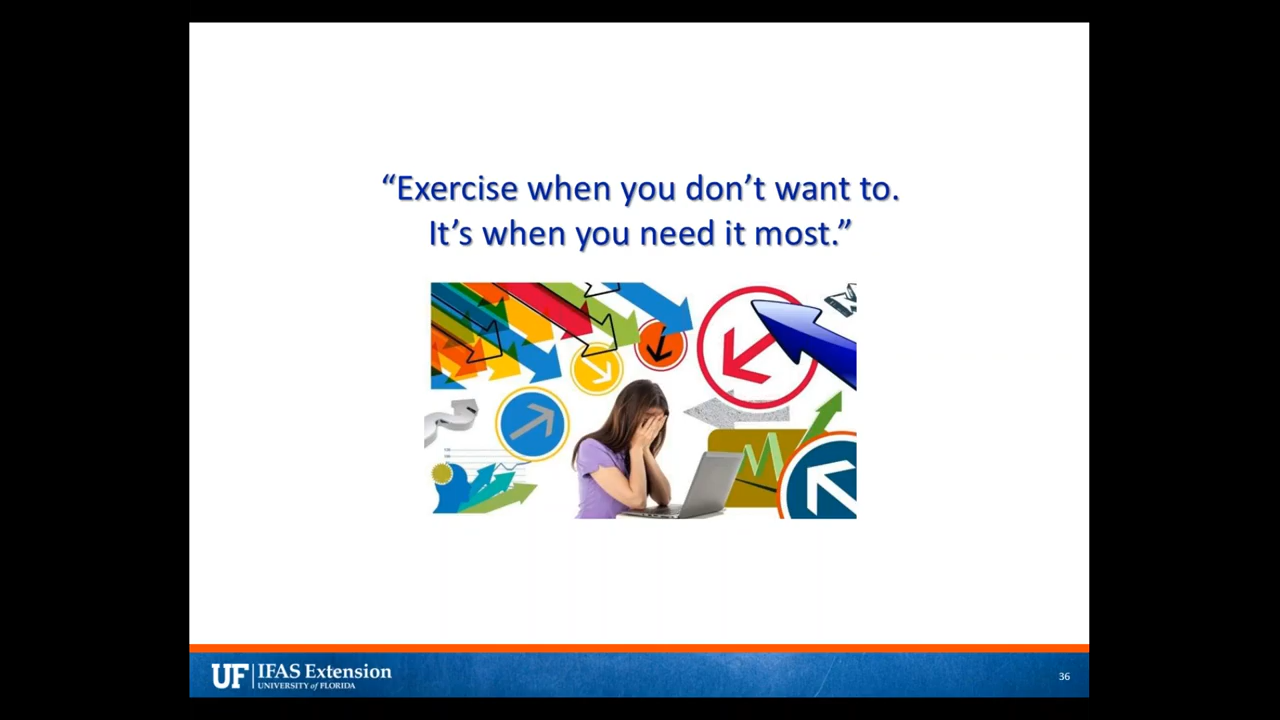 “Exercise when you don’t want to.
It’s when you need it most.”
UF IFAS Extension
UNIVERSITY of FLORIDA
36